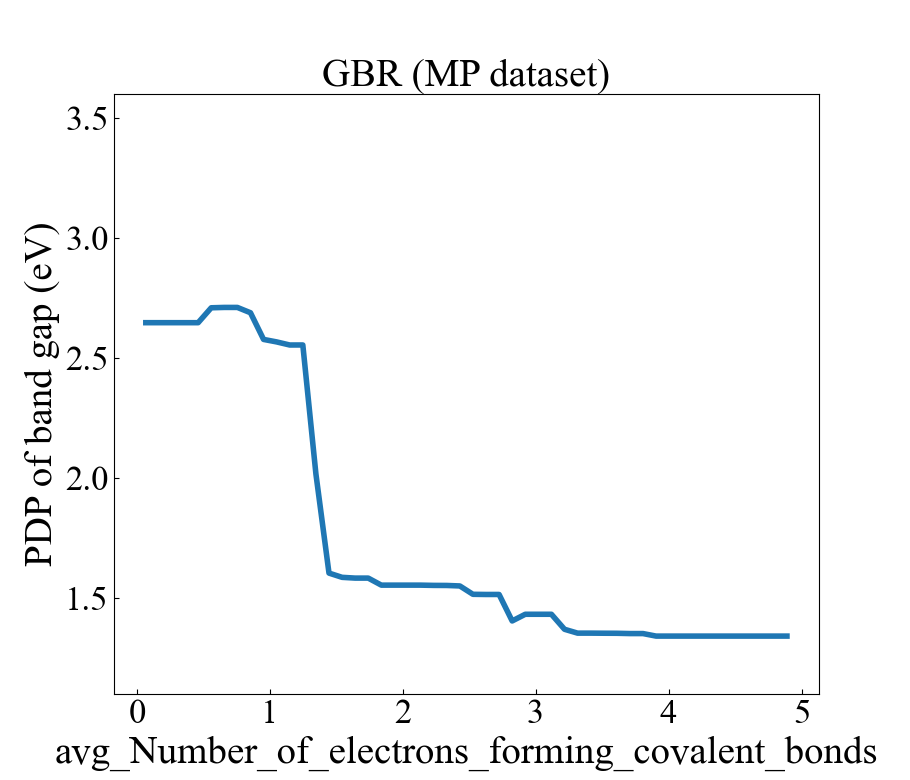 GBR (MP dataset)
3.5
3.0
2.5
2.0
1.5
PDP of band gap (eV)
0 1 2 3 4 5
avg_Number_of_electrons_forming_covalent_bonds